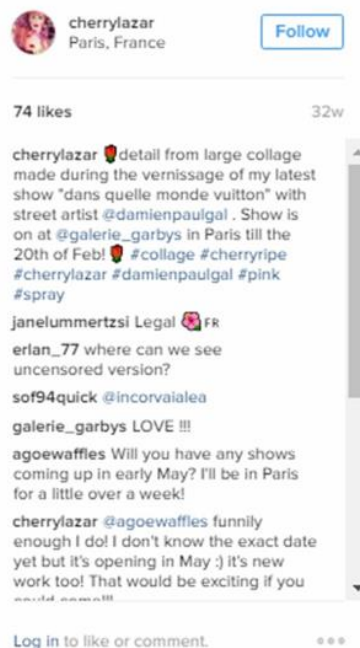 cherrylazar
Paris, France
Follow
74 likes
32w
cherrylazar 🌹detail from large collage
made during the vernissage of my latest
show "dans quelle monde vuitton" with
street artist @damienpaulgal . Show is
on at @galerie_garbys in Paris till the
20th of Feb!🌹 #collage #cherryripe
#cherrylazar #damienpaulgal #pink
#spray
janelummertzsi Legal 🌺FR
erlan_77 where can we see
uncensored version?
sof94quick @incorvaialea
galerie_garbys LOVE !!!
agoewaffles Will you have any shows
coming up in early May? I'll be in Paris
for a little over a week!
cherrylazar @agoewaffles funnily
enough I do! I don't know the exact date
yet but it's opening in May :) it's new
work too! That would be exciting if you
could come!!!
Log in to like or comment.